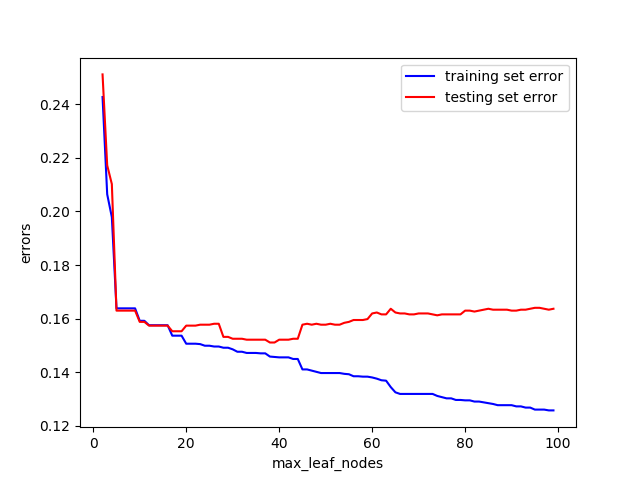 training set error
testing set error
0.24
0.22
0.20
0.18
0.16
0.14
0.12
errors
0 20 40 60 80 100
max_leaf_nodes